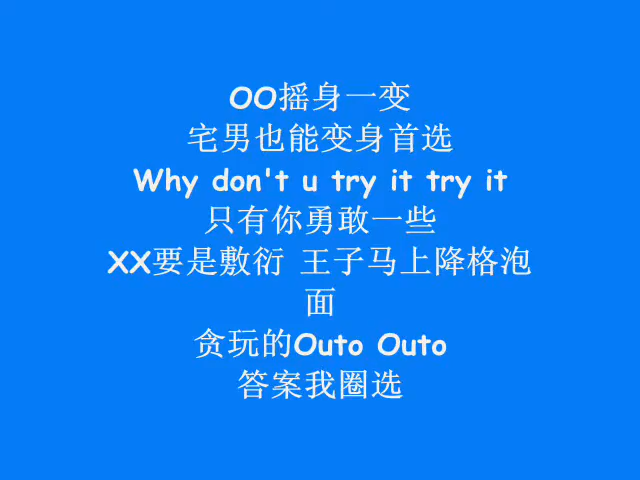 OO摇身一变
宅男也能变身首选
Why don't u try it try it
只有你勇敢一些
XX要是敷衍 王子马上降格泡
面
贪玩的Outo Outo
答案我圈选